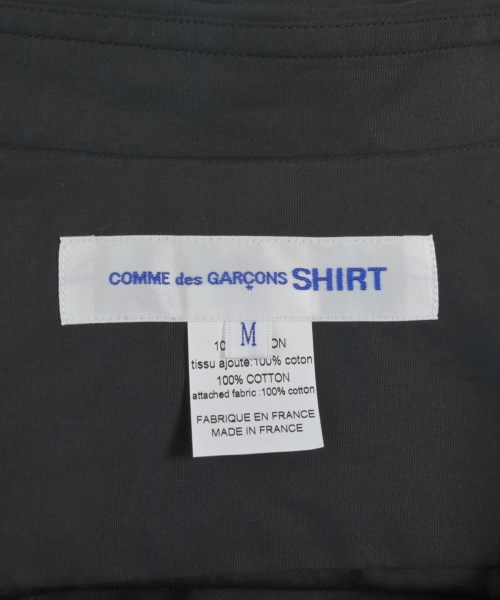 COMME des GARÇONS SHIRT
M
tissu ajoute:100% coton
100% COTTON
attached fabric :100% cotton
FABRIQUE EN FRANCE
MADE IN FRANCE